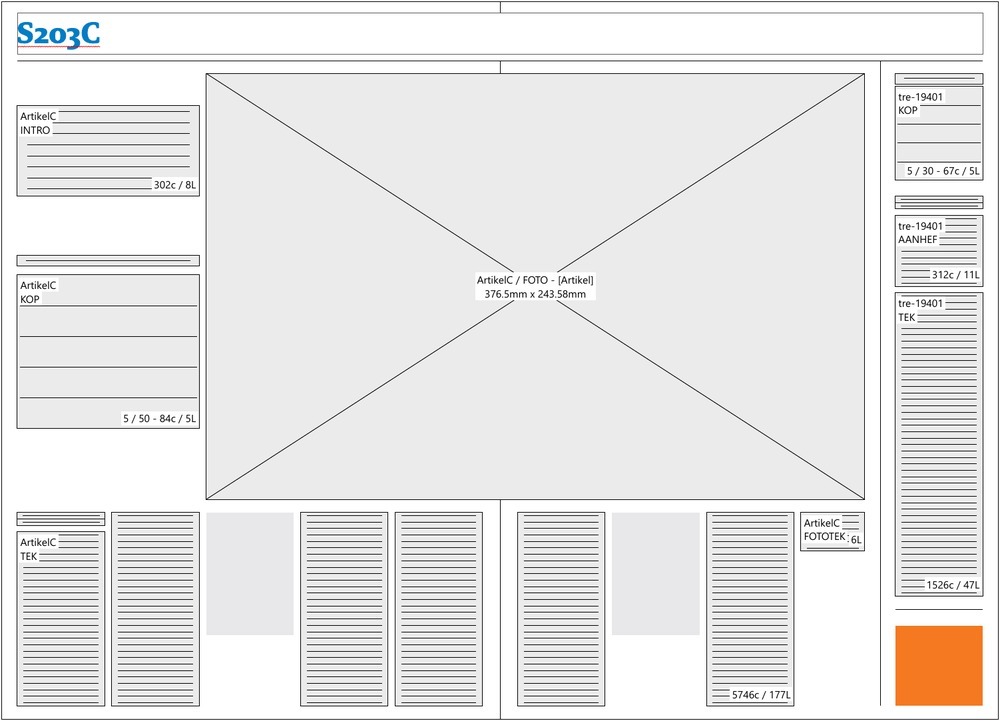 S203C
ArtikelC
INTRO
302c / 8L
ArtikelC
KOP
5 / 50 - 84c / 5L
ArtikelC / FOTO - [Artikel]
376.5mm x 243.58mm
ArtikelC
TEK
5746c / 177L
ArtikelC
FOTOTEK
6L
tre-19401
KOP
5 / 30 - 67c / 5L
tre-19401
AANHEF
312c / 11L
tre-19401
TEK
1526c / 47L